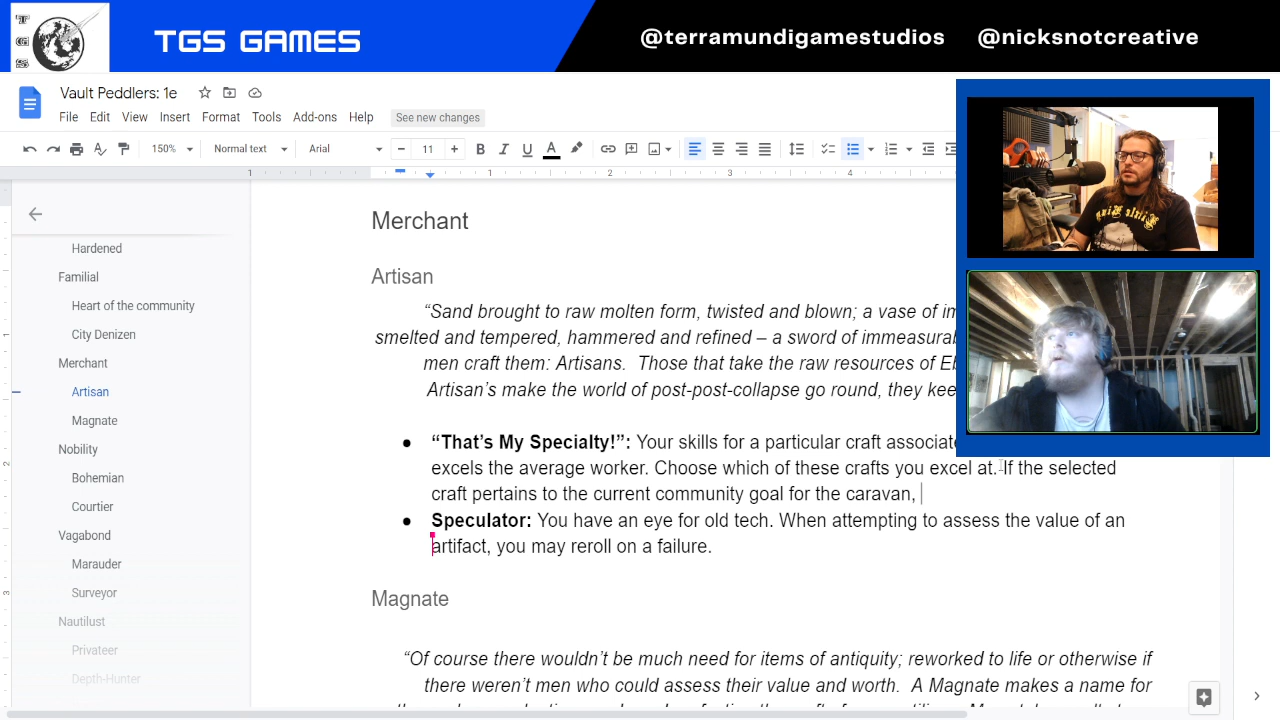 TGS
TGS GAMES
@terramundigamestudios @nicksnotcreative
Vault Peddlers: 1e
File Edit View Insert Format Tools Add-ons Help See new changes
150% Normal text Arial 11 B I U A
1 1 2 3 4
Merchant
Artisan
“Sand brought to raw molten form, twisted and blown; a vase of
smelted and tempered, hammered and refined – a sword of
men craft them: Artisans. Those that take the raw resources of
Artisan’s make the world of post-post-collapse go round, they
“That’s My Specialty!”: Your skills for a particular craft
excels the average worker. Choose which of these crafts you excel at. If the selected
craft pertains to the current community goal for the caravan,
Speculator: You have an eye for old tech. When attempting to assess the value of an
artifact, you may reroll on a failure.
Magnate
“Of course there wouldn’t be much need for items of antiquity; reworked to life or otherwise if
there weren’t men who could assess their value and worth. A Magnate makes a name for
Hardened
Familial
Heart of the community
City Denizen
Merchant
Artisan
Magnate
Nobility
Bohemian
Courtier
Vagabond
Marauder
Surveyor
Nautilust
Privateer
Depth-Hunter
1
2
3